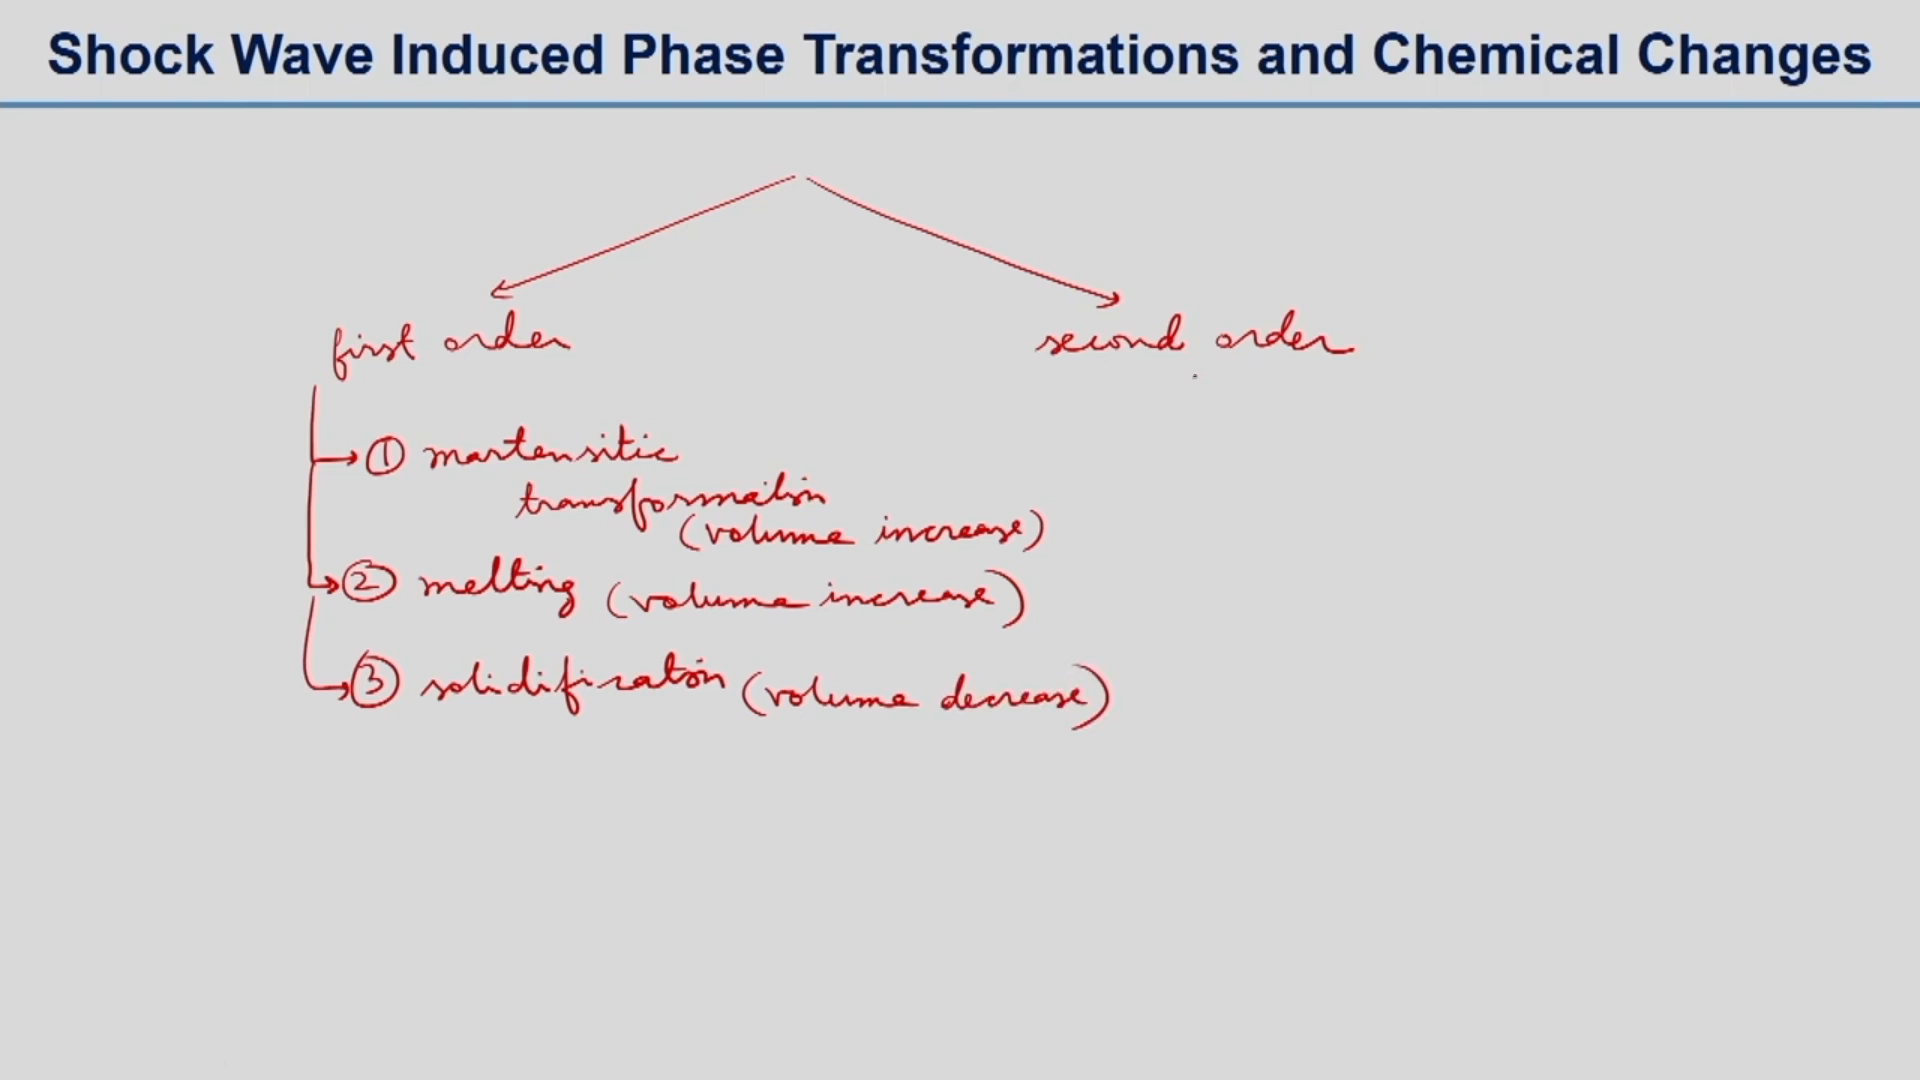 Shock Wave Induced Phase Transformations and Chemical Changes
first order
second order
① martensitic
transformation
(volume increase)
② melting (volume increase)
③ solidification (volume decrease)